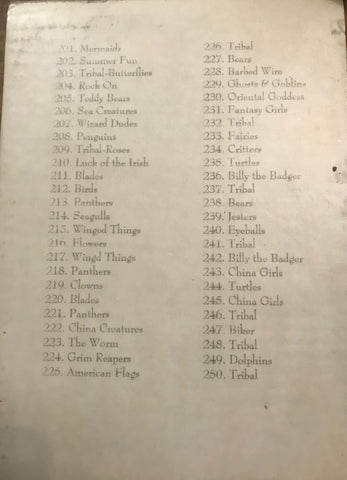 201. Mermaids
202. Summer Fun
203. Tribal-Butterflies
204. Rock On
205. Teddy Bears
206. Sea Creatures
207. Wizard Dudes
208. Penguins
209. Tribal-Roses
210. Luck of the Irish
211. Blades
212. Birds
213. Panthers
214. Seagulls
215. Winged Things
216. Flowers
217. Wingd Things
218. Panthers
219. Clowns
220. Blades
221. Panthers
222. China Creatures
223. The Worm
224. Grim Reapers
225. American Flags
226. Tribal
227. Bears
228. Barbed Wire
229. Ghosts & Goblins
230. Oriental Goddess
231. Fantasy Girls
232. Tribal
233. Fairies
234. Critters
235. Turtles
236. Billy the Badger
237. Tribal
238. Bears
239. Jesters
240. Eyeballs
241. Tribal
242. Billy the Badger
243. China Girls
244. Turtles
245. China Girls
246. Tribal
247. Biker
248. Tribal
249. Dolphins
250. Tribal